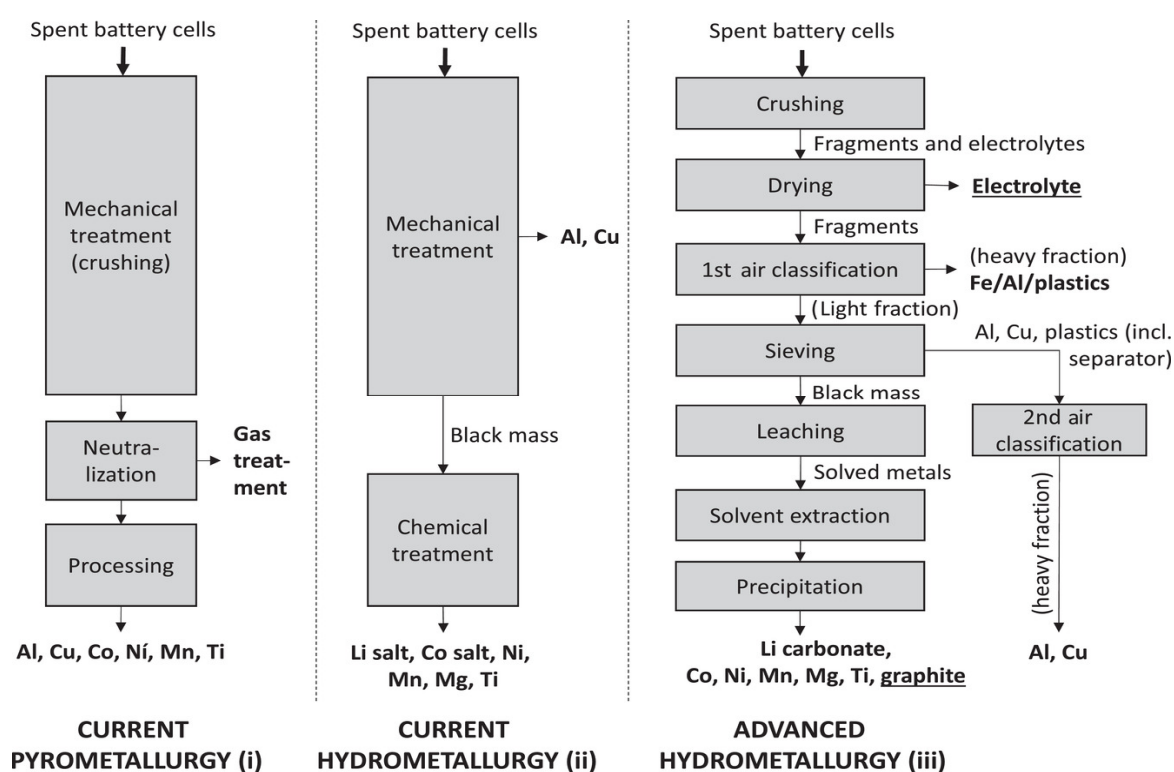 Spent battery cells
Mechanical
treatment
(crushing)
Neutra-
lization
Gas
treat-
ment
Processing
Al, Cu, Co, Ní, Mn, Ti
CURRENT
PYROMETALLURGY (i)
Spent battery cells
Mechanical
treatment
Al, Cu
Black mass
Chemical
treatment
Li salt, Co salt, Ni,
Mn, Mg, Ti
CURRENT
HYDROMETALLURGY (ii)
Spent battery cells
Crushing
Fragments and electrolytes
Drying
Electrolyte
Fragments
1st air classification
(heavy fraction)
Fe/Al/plastics
(Light fraction)
Sieving
Al, Cu, plastics (incl.
separator)
Black mass
Leaching
2nd air
classification
Solved metals
Solvent extraction
(heavy fraction)
Precipitation
Li carbonate,
Co, Ni, Mn, Mg, Ti, graphite
Al, Cu
ADVANCED
HYDROMETALLURGY (iii)